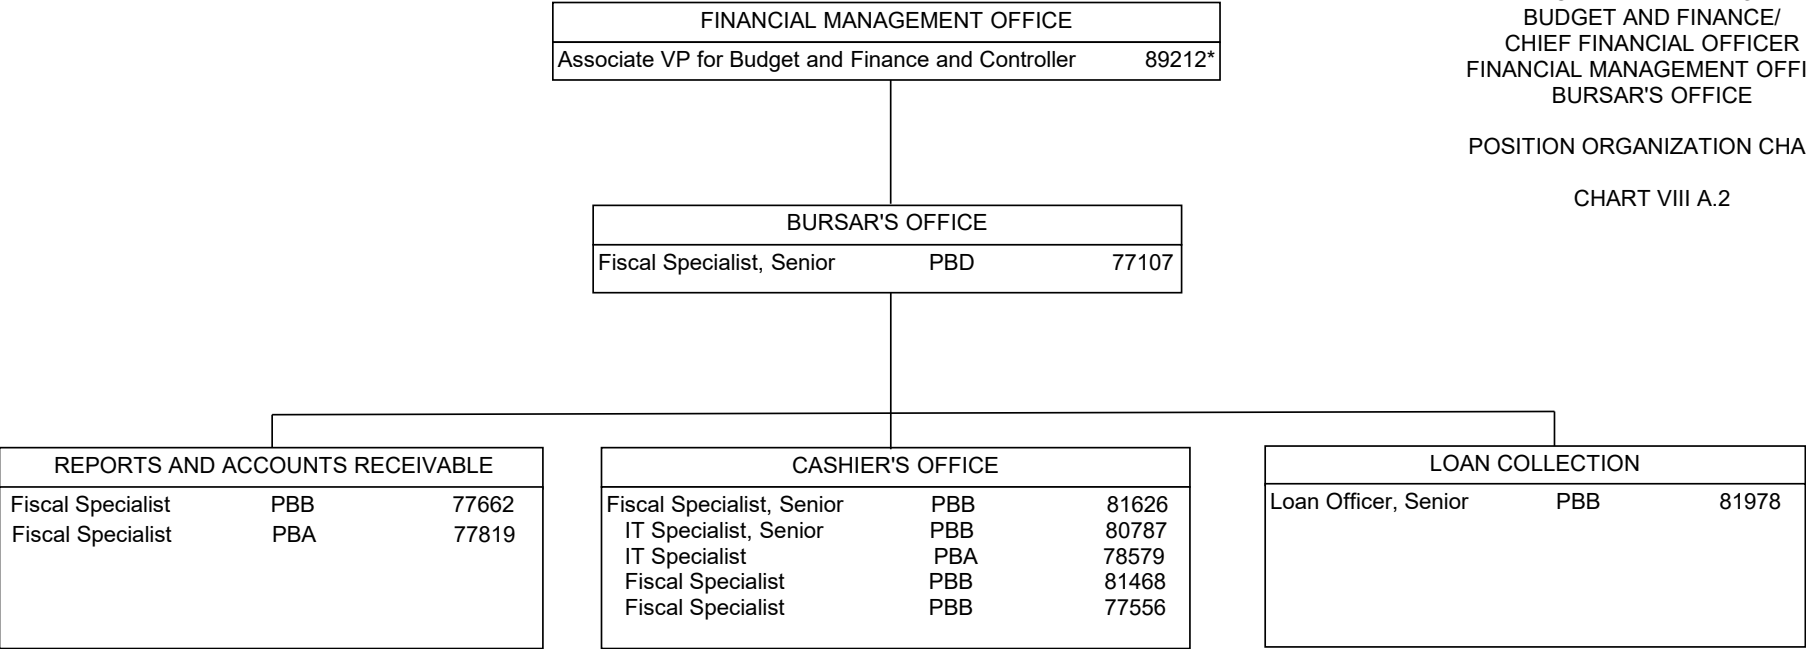 FINANCIAL MANAGEMENT OFFICE
Associate VP for Budget and Finance and Controller 89212*
BUDGET AND FINANCE/
CHIEF FINANCIAL OFFICER
FINANCIAL MANAGEMENT OFFI
BURSAR'S OFFICE
POSITION ORGANIZATION CHA
CHART VIII A.2
BURSAR'S OFFICE
Fiscal Specialist, Senior PBD 77107
REPORTS AND ACCOUNTS RECEIVABLE
Fiscal Specialist PBB 77662
Fiscal Specialist PBA 77819
CASHIER'S OFFICE
Fiscal Specialist, Senior PBB 81626
IT Specialist, Senior PBB 80787
IT Specialist PBA 78579
Fiscal Specialist PBB 81468
Fiscal Specialist PBB 77556
LOAN COLLECTION
Loan Officer, Senior PBB 81978